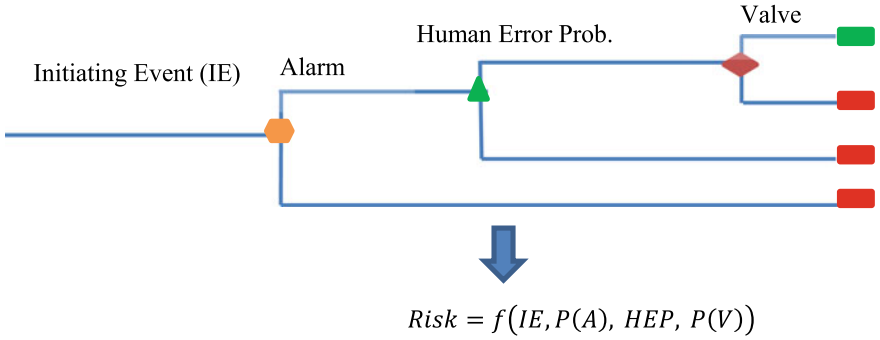 Valve
Human Error Prob.
Initiating Event (IE)
Alarm
Risk = f(IE, P(A), HEP, P(V))